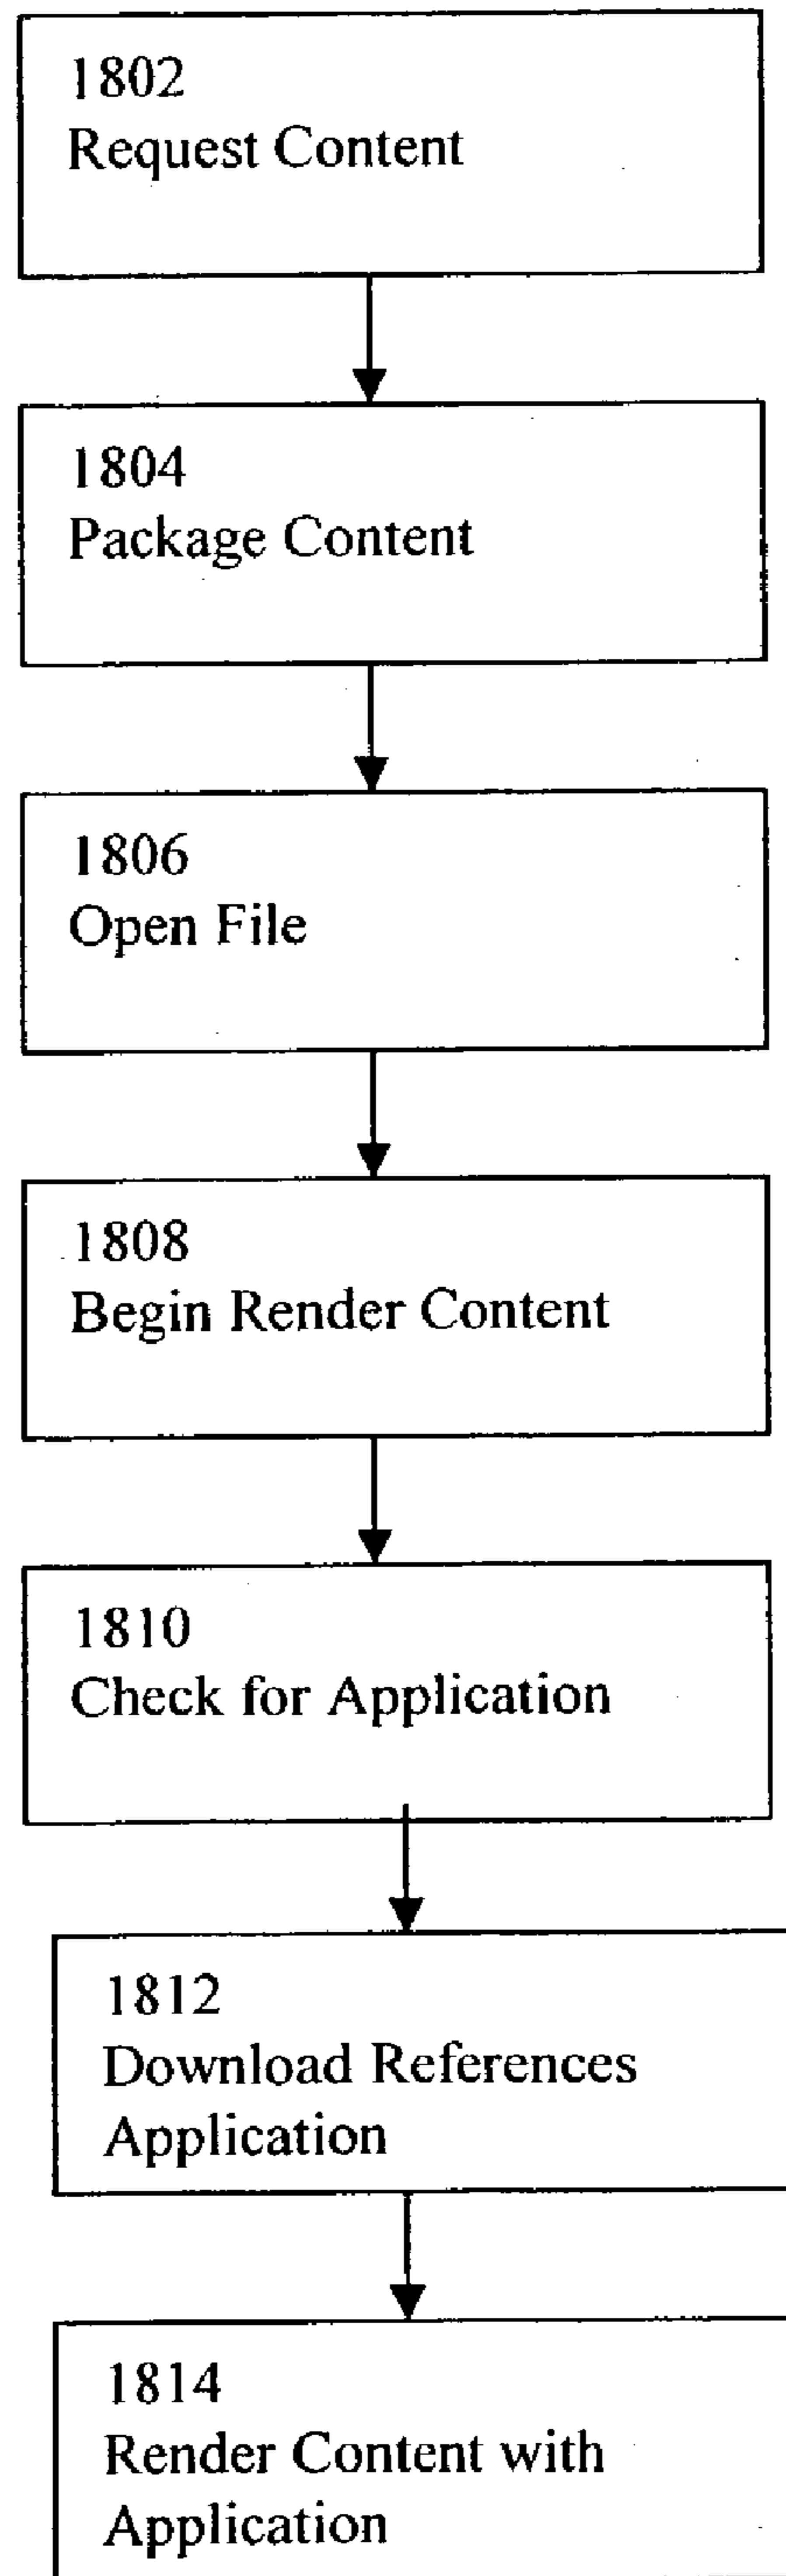 1802
Request Content
1804
Package Content
1806
Open File
1808
Begin Render Content
1810
Check for Application
1812
Download References
Application
1814
Render Content with
Application